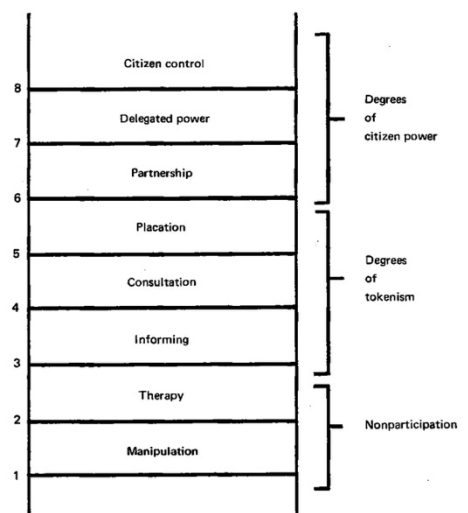 Citizen control
8
Delegated power
7
Partnership
6
Placation
5
Consultation
4
Informing
3
Therapy
2
Manipulation
1
Degrees
of
citizen power
Degrees
of
tokenism
Nonparticipation